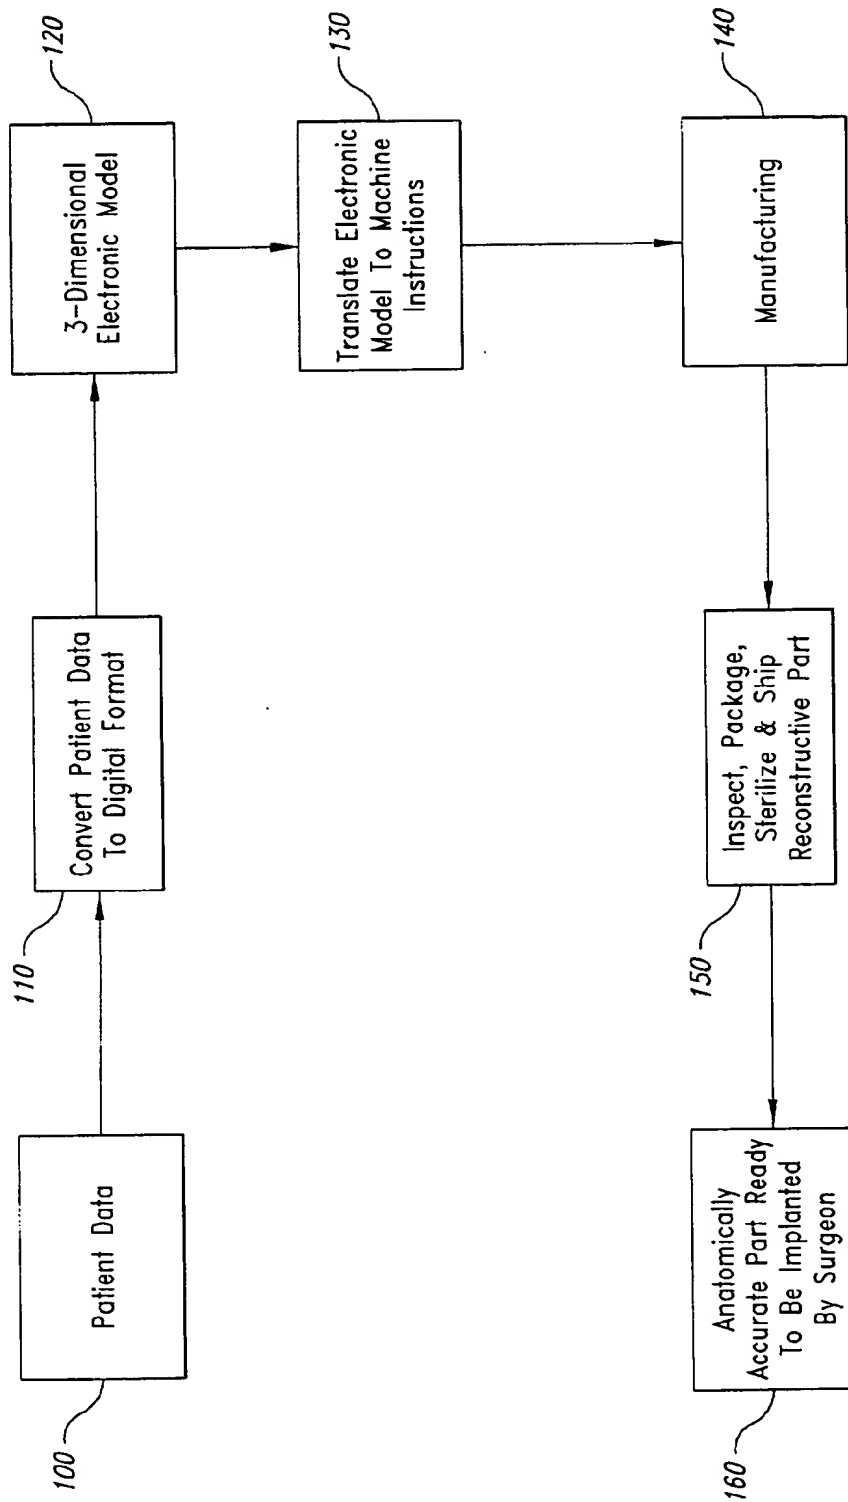 100
Patient Data
110
Convert Patient Data
To Digital Format
120
3-Dimensional
Electronic Model
130
Translate Electronic
Model To Machine
Instructions
140
Manufacturing
150
Inspect, Package,
Sterilize & Ship
Reconstructive Part
160
Anatomically
Accurate Part Ready
To Be Implanted
By Surgeon